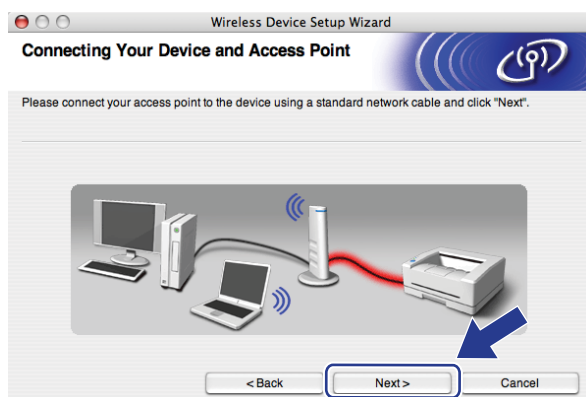 Wireless Device Setup Wizard
Connecting Your Device and Access Point
Please connect your access point to the device using a standard network cable and click "Next".
< Back Next > Cancel